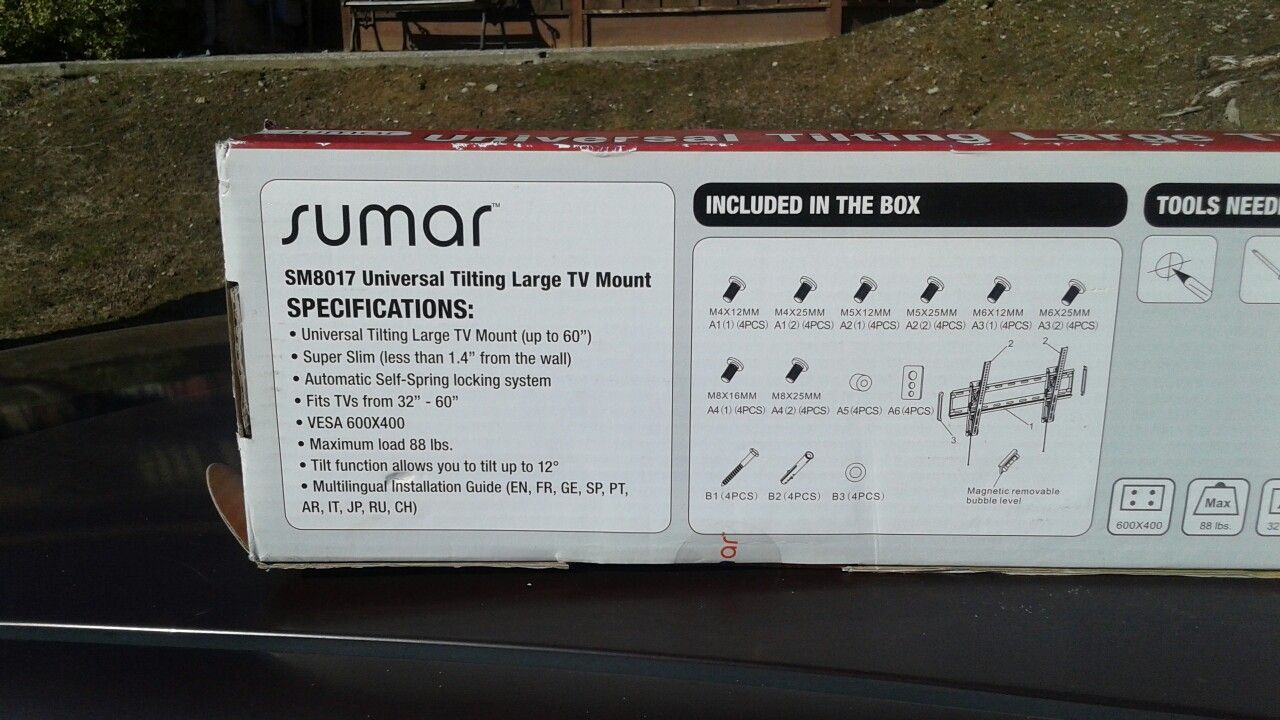 sumar Universal Tilting Large T
sumar™
SM8017 Universal Tilting Large TV Mount
SPECIFICATIONS:
• Universal Tilting Large TV Mount (up to 60”)
• Super Slim (less than 1.4” from the wall)
• Automatic Self-Spring locking system
• Fits TVs from 32” - 60”
• VESA 600X400
• Maximum load 88 lbs.
• Tilt function allows you to tilt up to 12°
• Multilingual Installation Guide (EN, FR, GE, SP, PT,
AR, IT, JP, RU, CH)
INCLUDED IN THE BOX
M4X12MM M4X25MM M5X12MM M5X25MM M6X12MM M6X25MM
A1(1) (4PCS) A1(2) (4PCS) A2(1) (4PCS) A2(2) (4PCS) A3(1) (4PCS) A3(2) (4PCS)
2 2
M8X16MM M8X25MM
A4(1) (4PCS) A4(2) (4PCS) A5(4PCS) A6(4PCS)
1
3
B1(4PCS) B2(4PCS) B3(4PCS)
Magnetic removable
bubble level
ar
TOOLS NEED
600X400
Max
88 lbs.
32